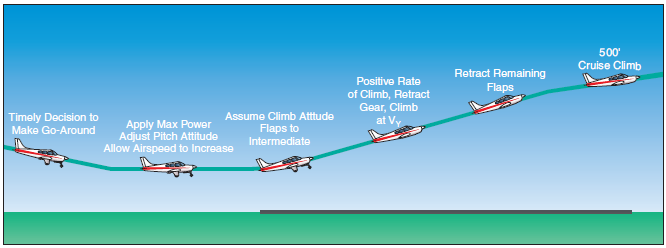 Timely Decision to
Make Go-Around
Apply Max Power
Adjust Pitch Attitude
Allow Airspeed to Increase
Assume Climb Attitude
Flaps to
Intermediate
Positive Rate
of Climb, Retract
Gear, Climb
at VY
Retract Remaining
Flaps
500'
Cruise Climb